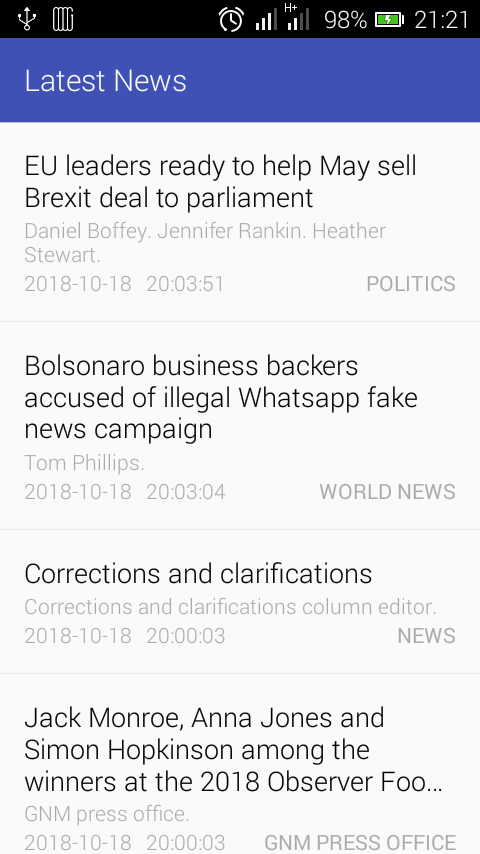 H+ 98% 21:21
Latest News
EU leaders ready to help May sell
Brexit deal to parliament
Daniel Boffey. Jennifer Rankin. Heather
Stewart.
2018-10-18 20:03:51 POLITICS
Bolsonaro business backers
accused of illegal Whatsapp fake
news campaign
Tom Phillips.
2018-10-18 20:03:04 WORLD NEWS
Corrections and clarifications
Corrections and clarifications column editor.
2018-10-18 20:00:03 NEWS
Jack Monroe, Anna Jones and
Simon Hopkinson among the
winners at the 2018 Observer Foo...
GNM press office.
2018-10-18 20:00:03 GNM PRESS OFFICE